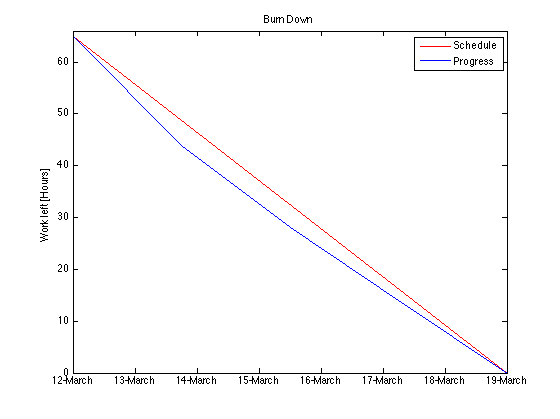 Burn Down
Schedule
Progress
Work left [Hours]
60
50
40
30
20
10
0
12-March 13-March 14-March 15-March 16-March 17-March 18-March 19-March